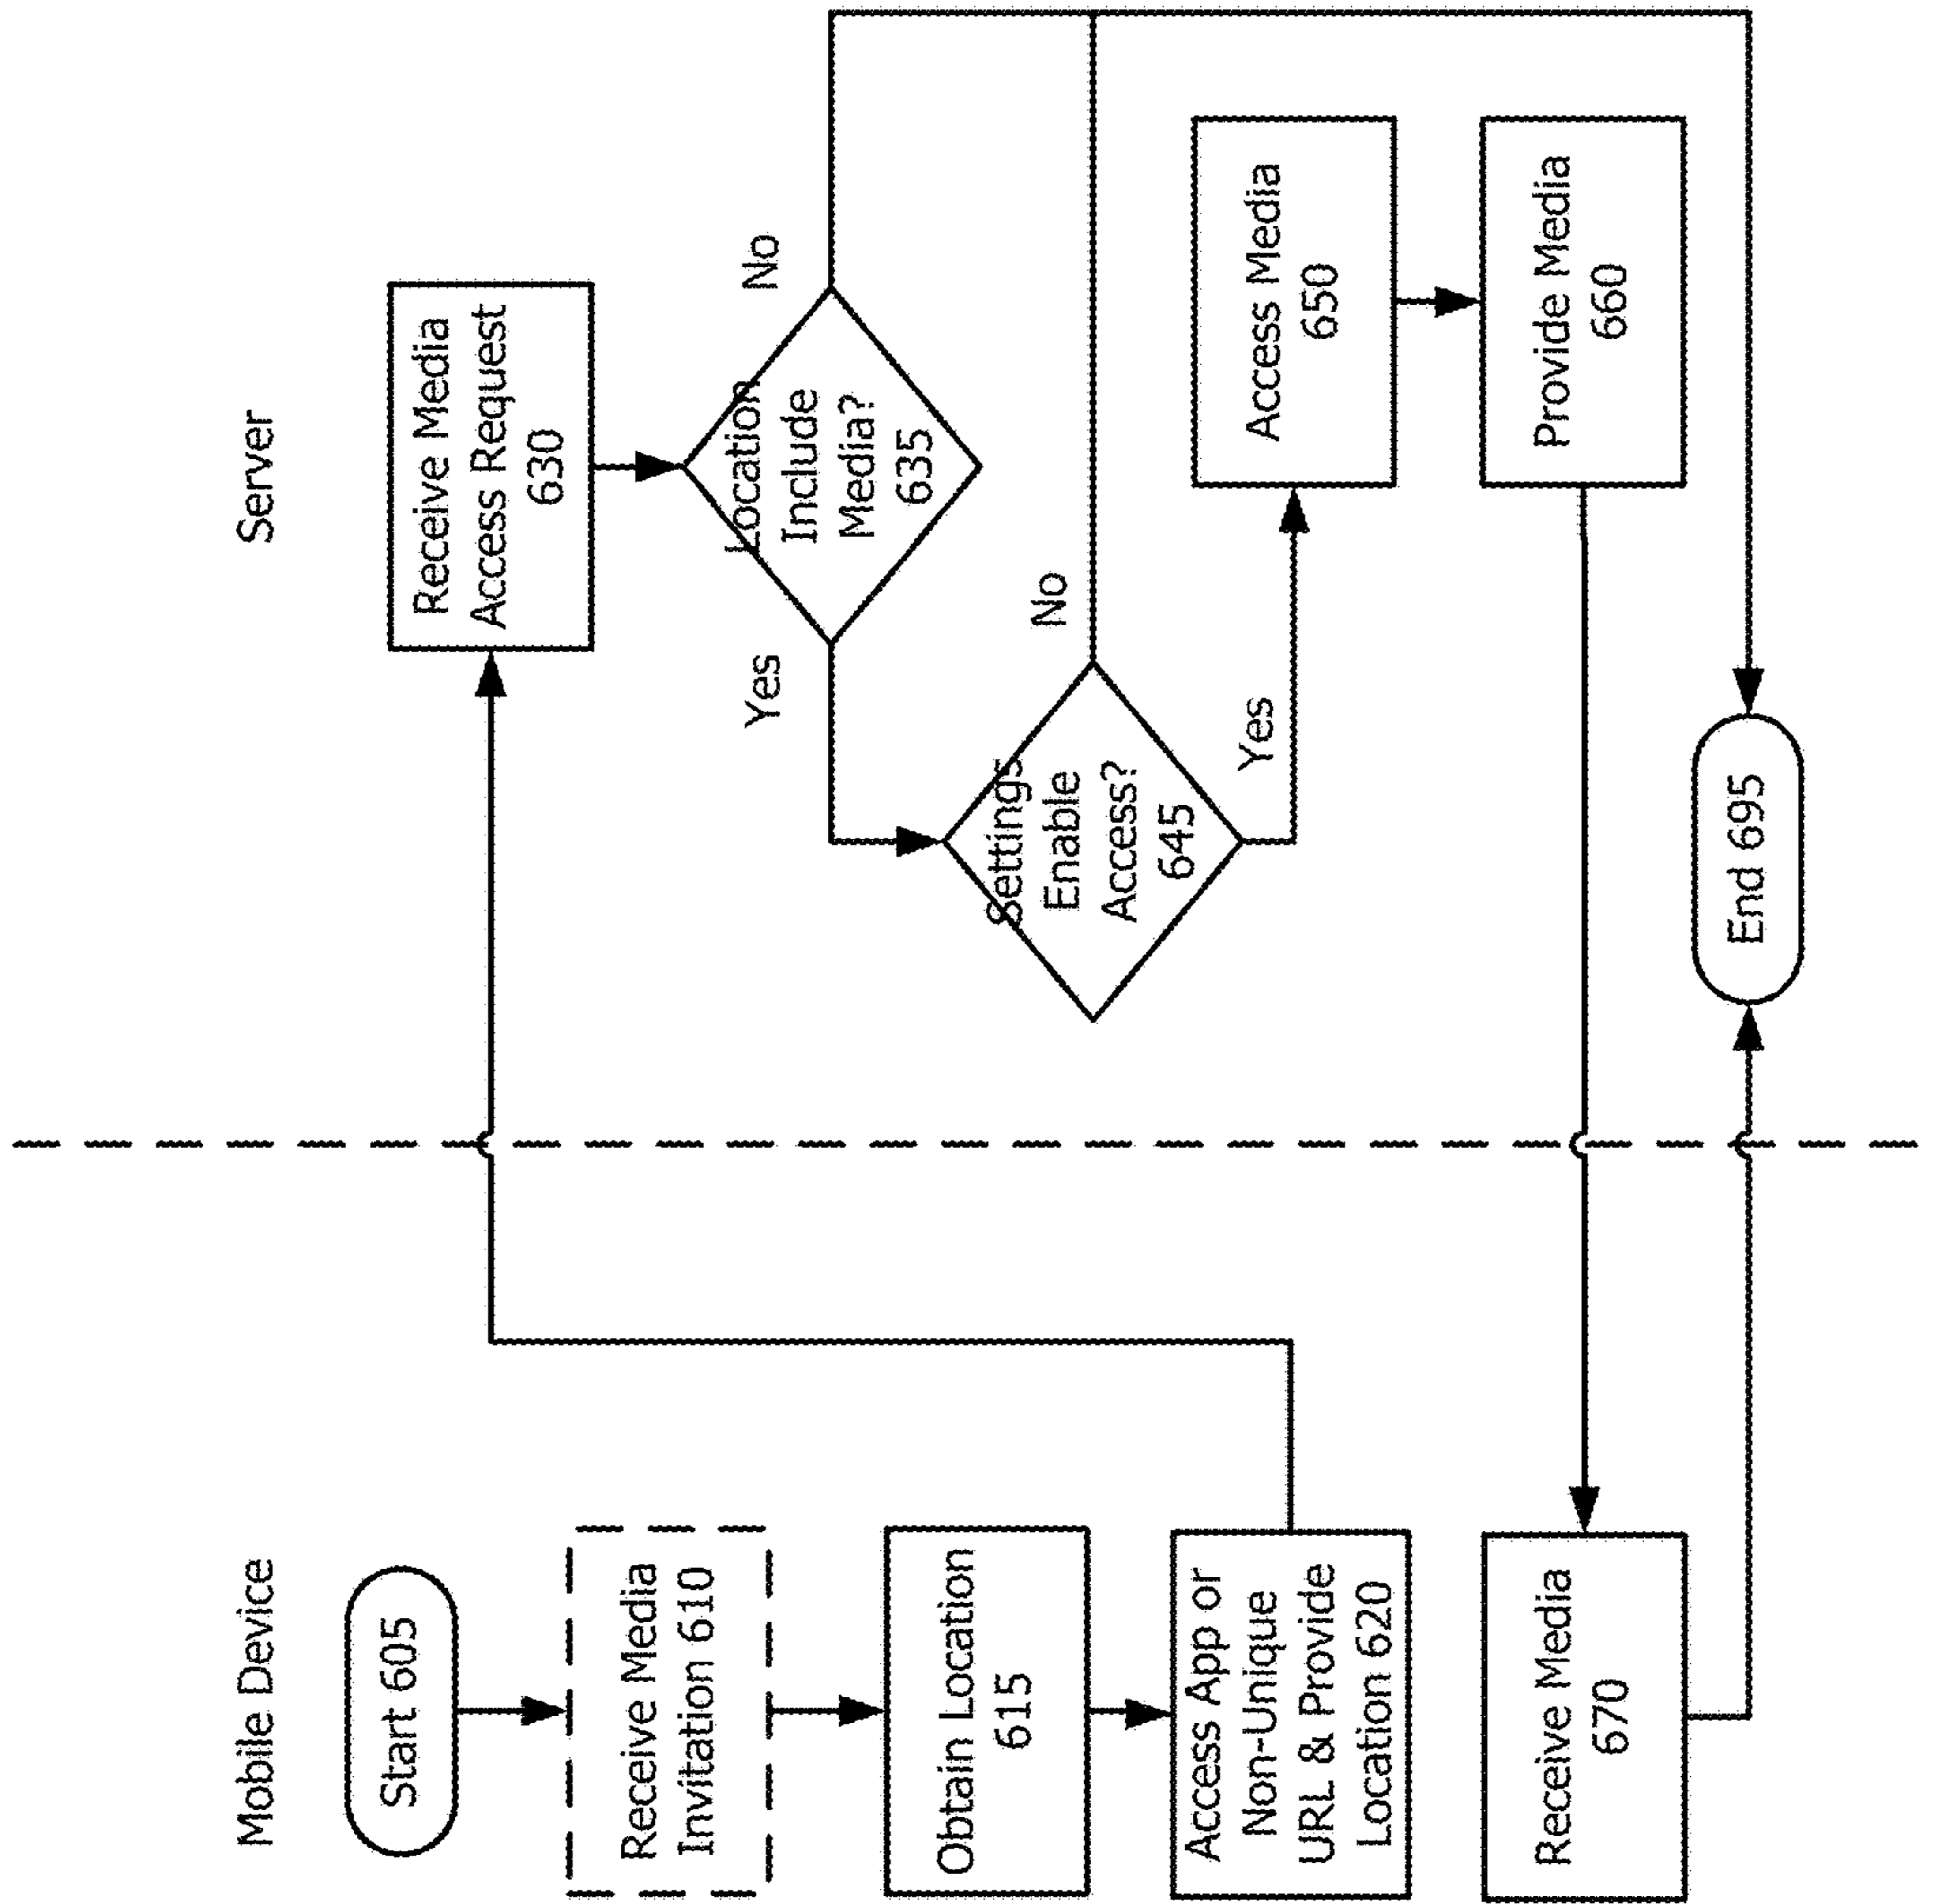 Mobile Device
Start 605
Receive Media
Invitation 610
Obtain Location
615
Access App or
Non-Unique
URL & Provide
Location 620
Receive Media
670
Server
Receive Media
Access Request
630
Location
Include
Media?
635
No
Yes
Settings
Enable
Access?
645
No
Yes
Access Media
650
Provide Media
660
End 695